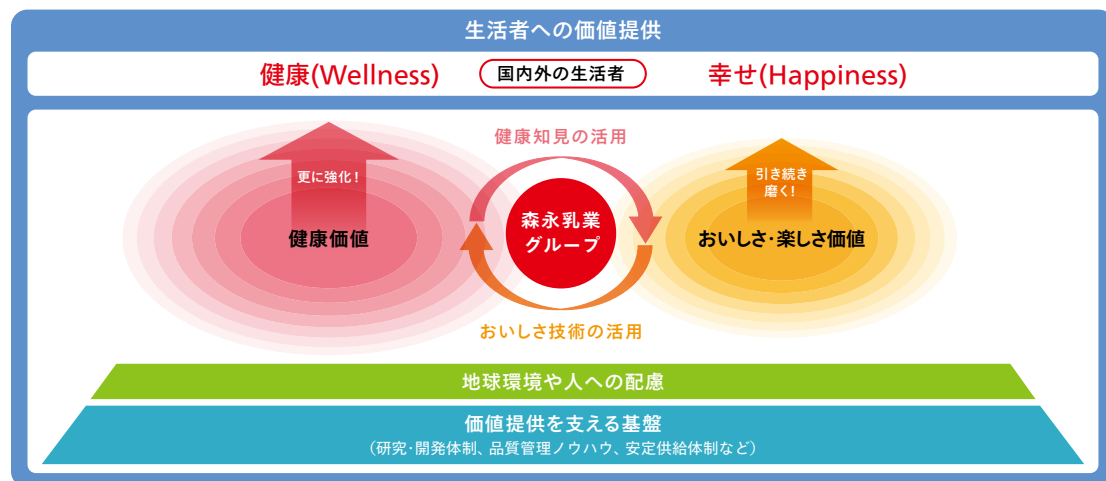 生活者への価値提供
健康(Wellness)
国内外の生活者
幸せ(Happiness)
健康知見の活用
更に強化!
引き続き
磨く!
健康価値
森永乳業
グループ
おいしさ・楽しさ価値
おいしさ技術の活用
地球環境や人への配慮
価値提供を支える基盤
(研究・開発体制、品質管理ノウハウ、安定供給体制など)